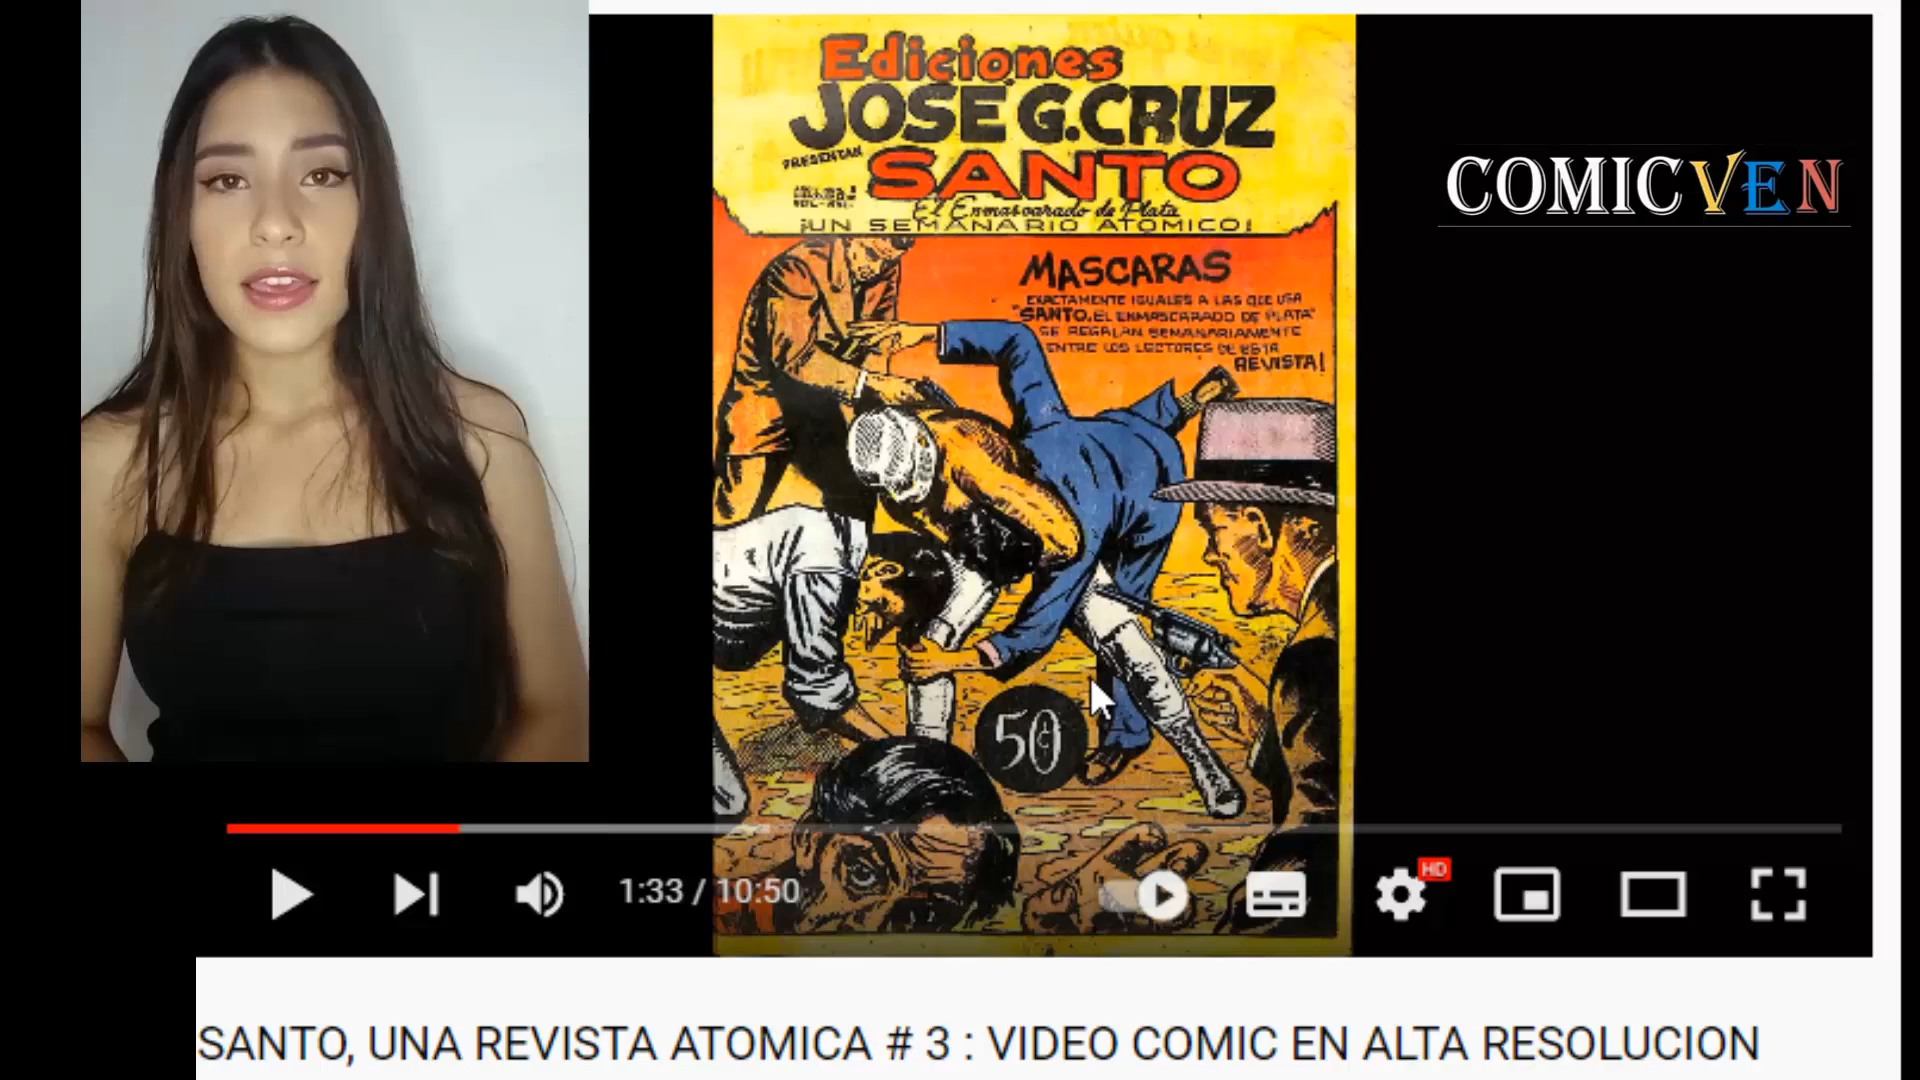 Ediciones
JOSE G. CRUZ
PRESENTAN
SANTO
El Enmascarado de Plata
¡UN SEMANARIO ATOMICO!
MASCARAS
EXACTAMENTE IGUALES A LAS QUE USA
"SANTO, EL ENMASCARADO DE PLATA"
SE REGALAN SEMANARIAMENTE
ENTRE LOS LECTORES DE ESTA
REVISTA!
50¢
COMICVEN
1:33 / 10:50
HD
SANTO, UNA REVISTA ATOMICA # 3 : VIDEO COMIC EN ALTA RESOLUCION